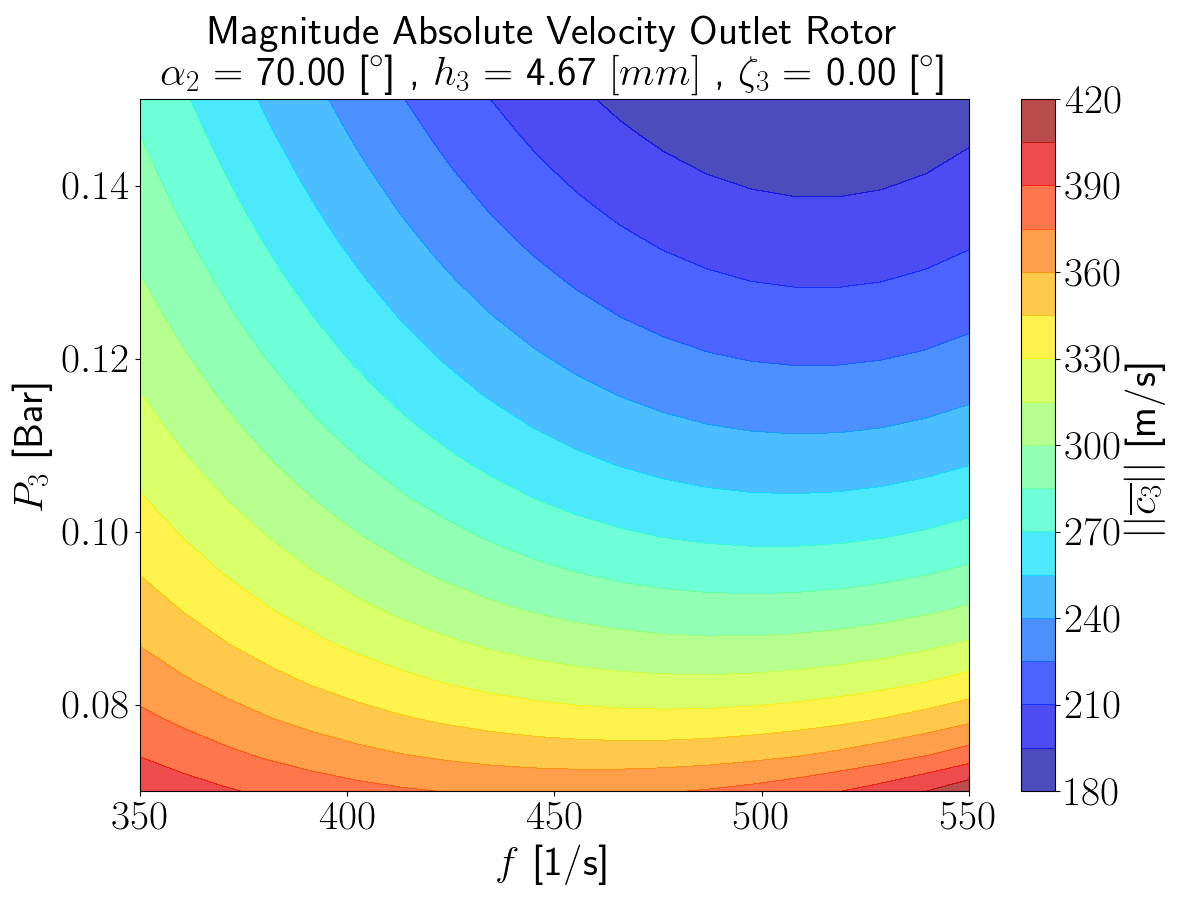 Magnitude Absolute Velocity Outlet Rotor
α₂ = 70.00 [°] , h₃ = 4.67 [mm] , ζ₃ = 0.00 [°]
0.14
0.12
0.10
0.08
P₃ [Bar]
350 400 450 500 550
f [1/s]
420
390
360
330
300
270
240
210
180
||c̅₃|| [m/s]